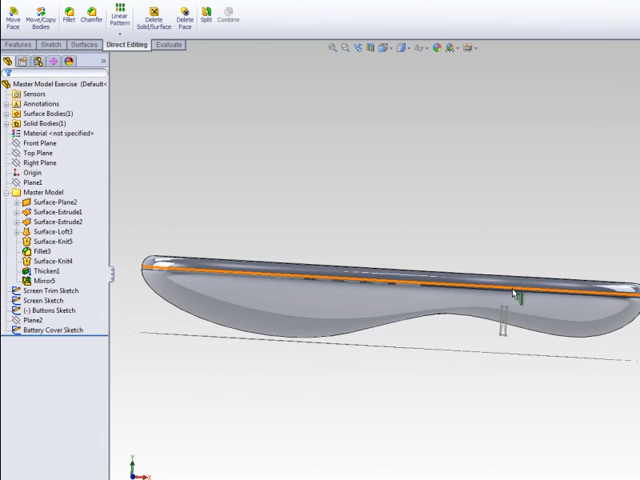 Move Face
Move/Copy Bodies
Fillet
Chamfer
Linear Pattern
Delete Solid/Surface
Delete Face
Split
Combine
Features
Sketch
Surfaces
Direct Editing
Evaluate
Master Model Exercise (Default<
Sensors
Annotations
Surface Bodies(1)
Solid Bodies(1)
Material <not specified>
Front Plane
Top Plane
Right Plane
Origin
Plane1
Master Model
Surface-Plane2
Surface-Extrude1
Surface-Extrude2
Surface-Loft3
Surface-Knit5
Fillet3
Surface-Knit4
Thicken1
Mirror5
Screen Trim Sketch
Screen Sketch
(-) Buttons Sketch
Plane2
Battery Cover Sketch
Y
X